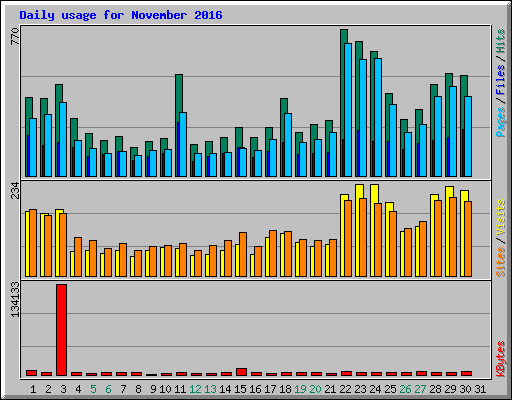 Daily usage for November 2016
770
Pages / Files / Hits
234
Sites / Visits
134133
KBytes
1 2 3 4 5 6 7 8 9 10 11 12 13 14 15 16 17 18 19 20 21 22 23 24 25 26 27 28 29 30 31